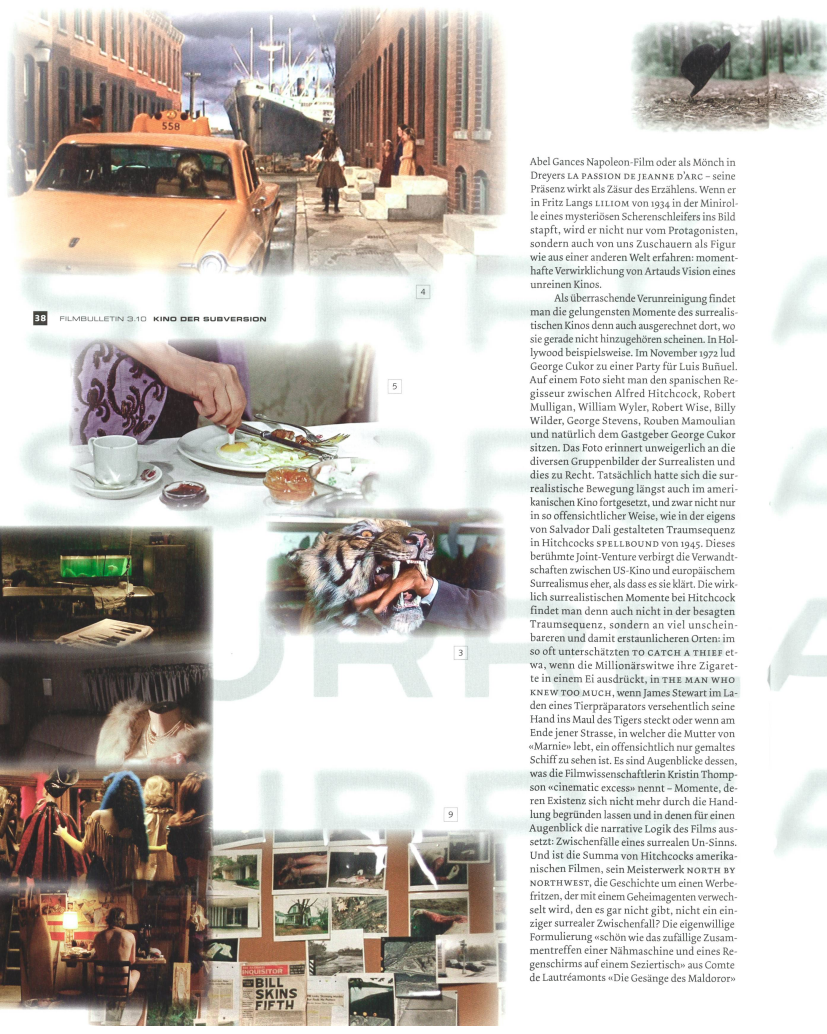 558
4
38 FILMBULLETIN 3.10 KINO DER SUBVERSION
5
3
9
INQUISITOR
BILL
SKINS
FIFTH
Abel Gances Napoleon-Film oder als Mönch in
Dreyers LA PASSION DE JEANNE D'ARC – seine
Präsenz wirkt als Zäsur des Erzählens. Wenn er
in Fritz Langs LILIOM von 1934 in der Minirol-
le eines mysteriösen Scherenschleifers ins Bild
stapft, wird er nicht nur vom Protagonisten,
sondern auch von uns Zuschauern als Figur
wie aus einer anderen Welt erfahren: moment-
hafte Verwirklichung von Artauds Vision eines
unreinen Kinos.
Als überraschende Verunreinigung findet
man die gelungensten Momente des surrealis-
tischen Kinos denn auch ausgerechnet dort, wo
sie gerade nicht hinzugehören scheinen. In Hol-
lywood beispielsweise. Im November 1972 lud
George Cukor zu einer Party für Luis Buñuel.
Auf einem Foto sieht man den spanischen Re-
gisseur zwischen Alfred Hitchcock, Robert
Mulligan, William Wyler, Robert Wise, Billy
Wilder, George Stevens, Rouben Mamoulian
und natürlich dem Gastgeber George Cukor
sitzen. Das Foto erinnert unweigerlich an die
diversen Gruppenbilder der Surrealisten und
dies zu Recht. Tatsächlich hatte sich die sur-
realistische Bewegung längst auch im ameri-
kanischen Kino fortgesetzt, und zwar nicht nur
in so offensichtlicher Weise, wie in der eigens
von Salvador Dali gestalteten Traumsequenz
in Hitchcocks SPELLBOUND von 1945. Dieses
berühmte Joint-Venture verbirgt die Verwandt-
schaften zwischen US-Kino und europäischem
Surrealismus eher, als dass es sie klärt. Die wirk-
lich surrealistischen Momente bei Hitchcock
findet man denn auch nicht in der besagten
Traumsequenz, sondern an viel unschein-
bareren und damit erstaunlicheren Orten: im
so oft unterschätzten TO CATCH A THIEF et-
wa, wenn die Millionärswitwe ihre Zigaret-
te in einem Ei ausdrückt, in THE MAN WHO
KNEW TOO MUCH, wenn James Stewart im La-
den eines Tierpräparators versehentlich seine
Hand ins Maul des Tigers steckt oder wenn am
Ende jener Strasse, in welcher die Mutter von
«Marnie» lebt, ein offensichtlich nur gemaltes
Schiff zu sehen ist. Es sind Augenblicke dessen,
was die Filmwissenschaftlerin Kristin Thomp-
son «cinematic excess» nennt – Momente, de-
ren Existenz sich nicht mehr durch die Hand-
lung begründen lassen und in denen für einen
Augenblick die narrative Logik des Films aus-
setzt: Zwischenfälle eines surrealen Un-Sinns.
Und ist die Summa von Hitchcocks amerika-
nischen Filmen, sein Meisterwerk NORTH BY
NORTHWEST, die Geschichte um einen Werbe-
fritzen, der mit einem Geheimagenten verwech-
selt wird, den es gar nicht gibt, nicht ein ein-
ziger surrealer Zwischenfall? Die eigenwillige
Formulierung «schön wie das zufällige Zusam-
mentreffen einer Nähmaschine und eines Re-
genschirms auf einem Seziertisch» aus Comte
de Lautréamonts «Die Gesänge des Maldoror»